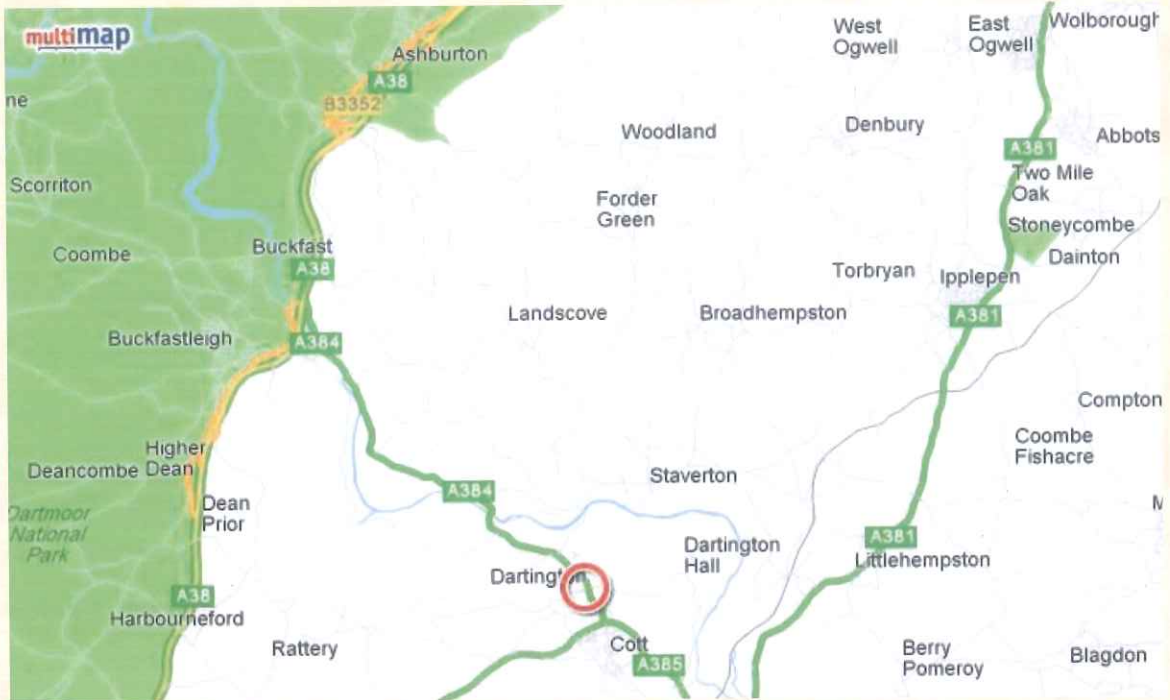 multimap
Ashburton
A38
B3352
West
Ogwell
East
Ogwell
Wolborough
ne
Woodland
Denbury
A381
Abbots
Two Mile
Oak
Scorriton
Forder
Green
Stoneycombe
Coombe
Buckfast
A38
Torbryan
Ipplepen
Dainton
Landscove
Broadhempston
A381
Buckfastleigh
A384
Compton
Higher
Dean
Deancombe
Coombe
Fishacre
Staverton
A384
Dean
Prior
Dartmoor
National
Park
M
A381
Dartington
Hall
Littlehempston
Dartington
A38
Harbourneford
Rattery
Cott
A385
Berry
Pomeroy
Blagdon